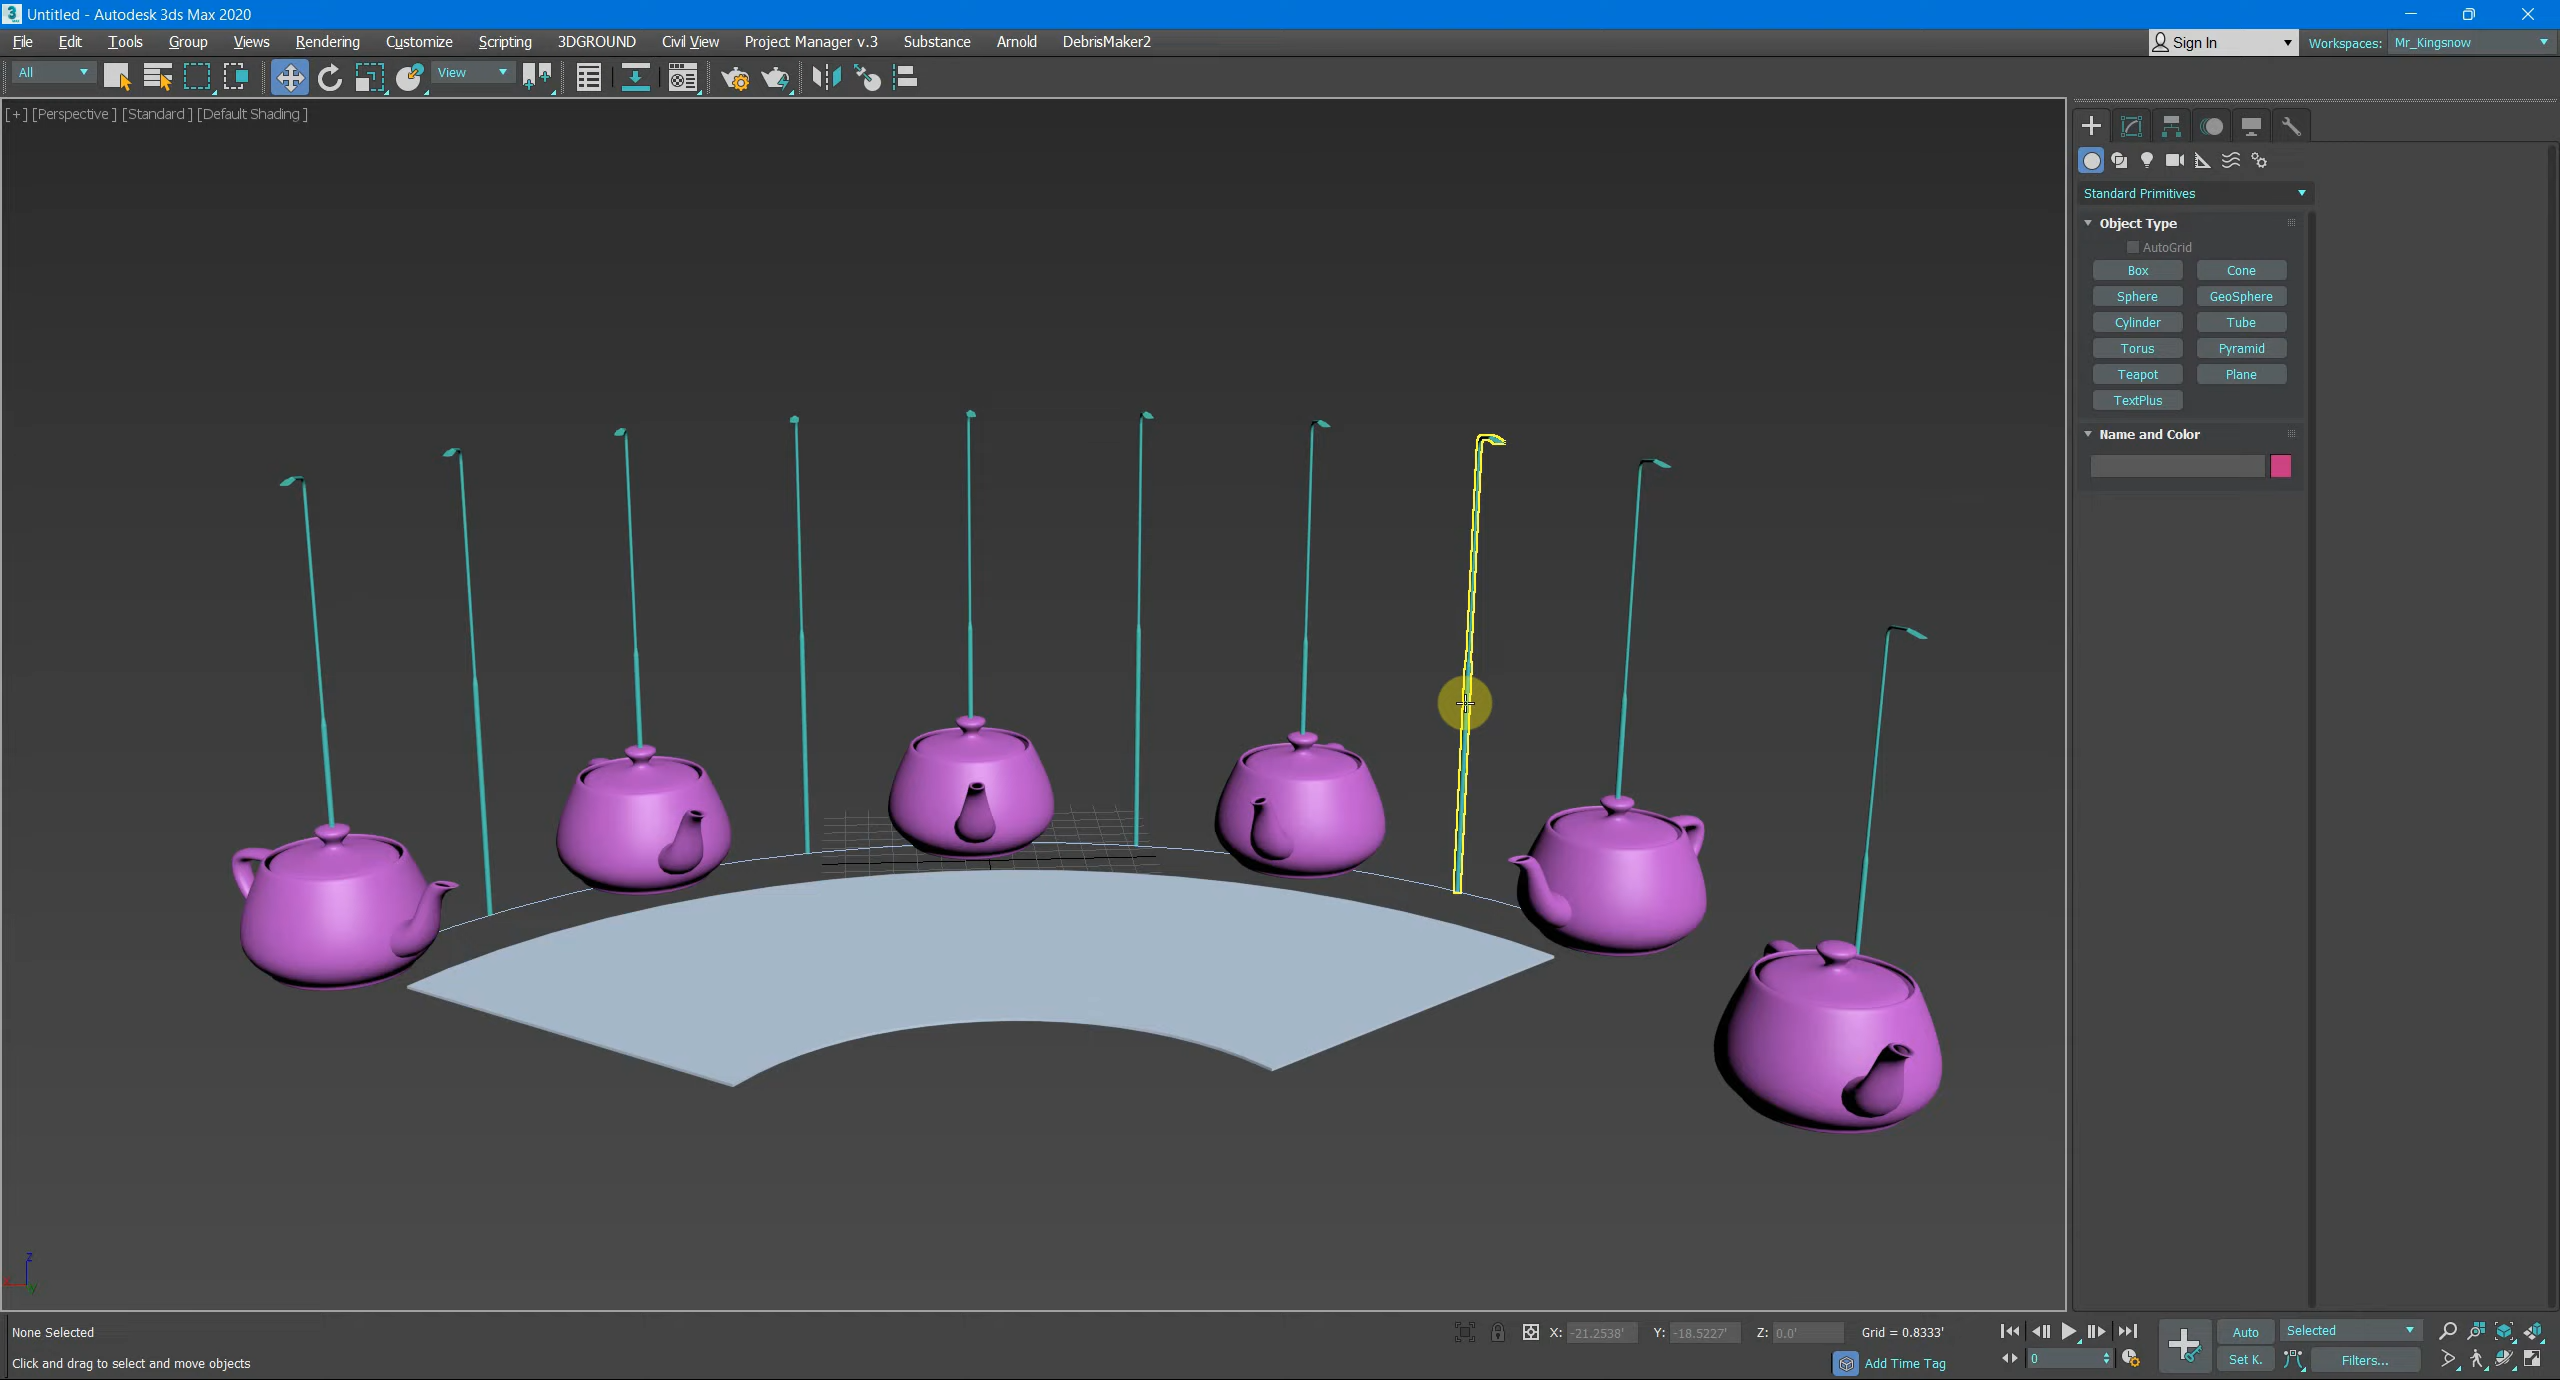 Untitled - Autodesk 3ds Max 2020
File Edit Tools Group Views Rendering Customize Scripting 3DGROUND Civil View Project Manager v.3 Substance Arnold DebrisMaker2 Sign In Workspaces: Mr_Kingsnow
All View
[+] [Perspective ] [Standard ] [Default Shading ]
Standard Primitives
Object Type
AutoGrid
Box Cone
Sphere GeoSphere
Cylinder Tube
Torus Pyramid
Teapot Plane
TextPlus
Name and Color
z
x
y
None Selected X: -21.2538' Y: -18.5227' Z: 0.0' Grid = 0.8333' Auto Selected
Click and drag to select and move objects Add Time Tag 0 Set K. Filters...